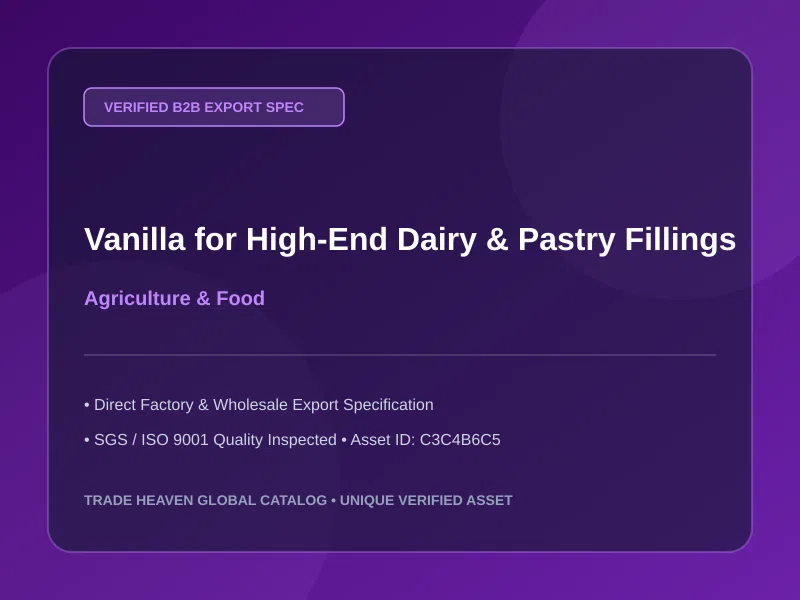 VERIFIED B2B EXPORT SPEC
Vanilla for High-End Dairy & Pastry Fillings
Agriculture & Food
• Direct Factory & Wholesale Export Specification
• SGS / ISO 9001 Quality Inspected • Asset ID: C3C4B6C5
TRADE HEAVEN GLOBAL CATALOG • UNIQUE VERIFIED ASSET